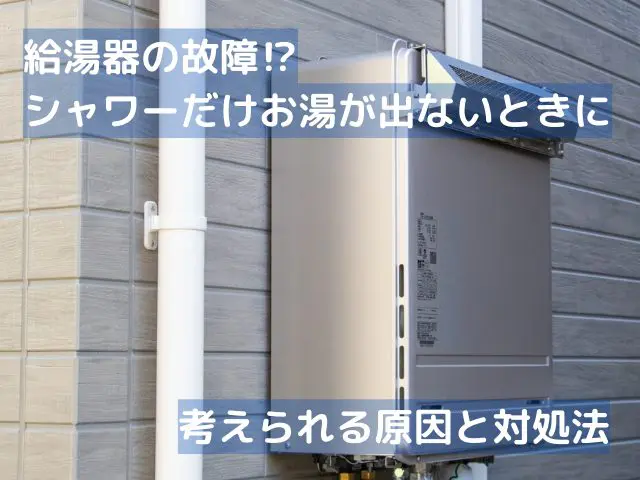 給湯器の故障!?
シャワーだけお湯が出ないときに
考えられる原因と対処法